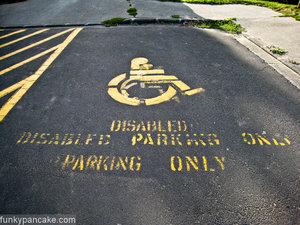 DISABLED
DISABLED PARKING ONLY
PARKING ONLY
funkypancake.com